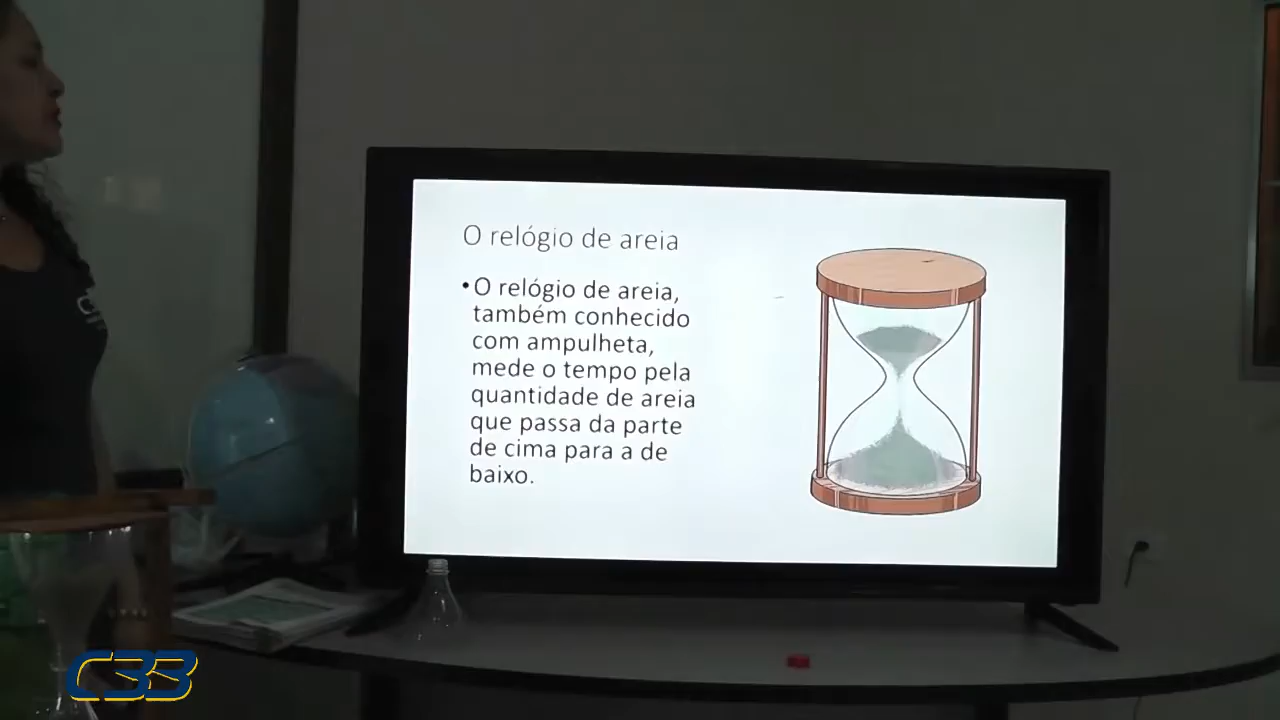 O relógio de areia
•O relógio de areia,
também conhecido
com ampulheta,
mede o tempo pela
quantidade de areia
que passa da parte
de cima para a de
baixo.
C33